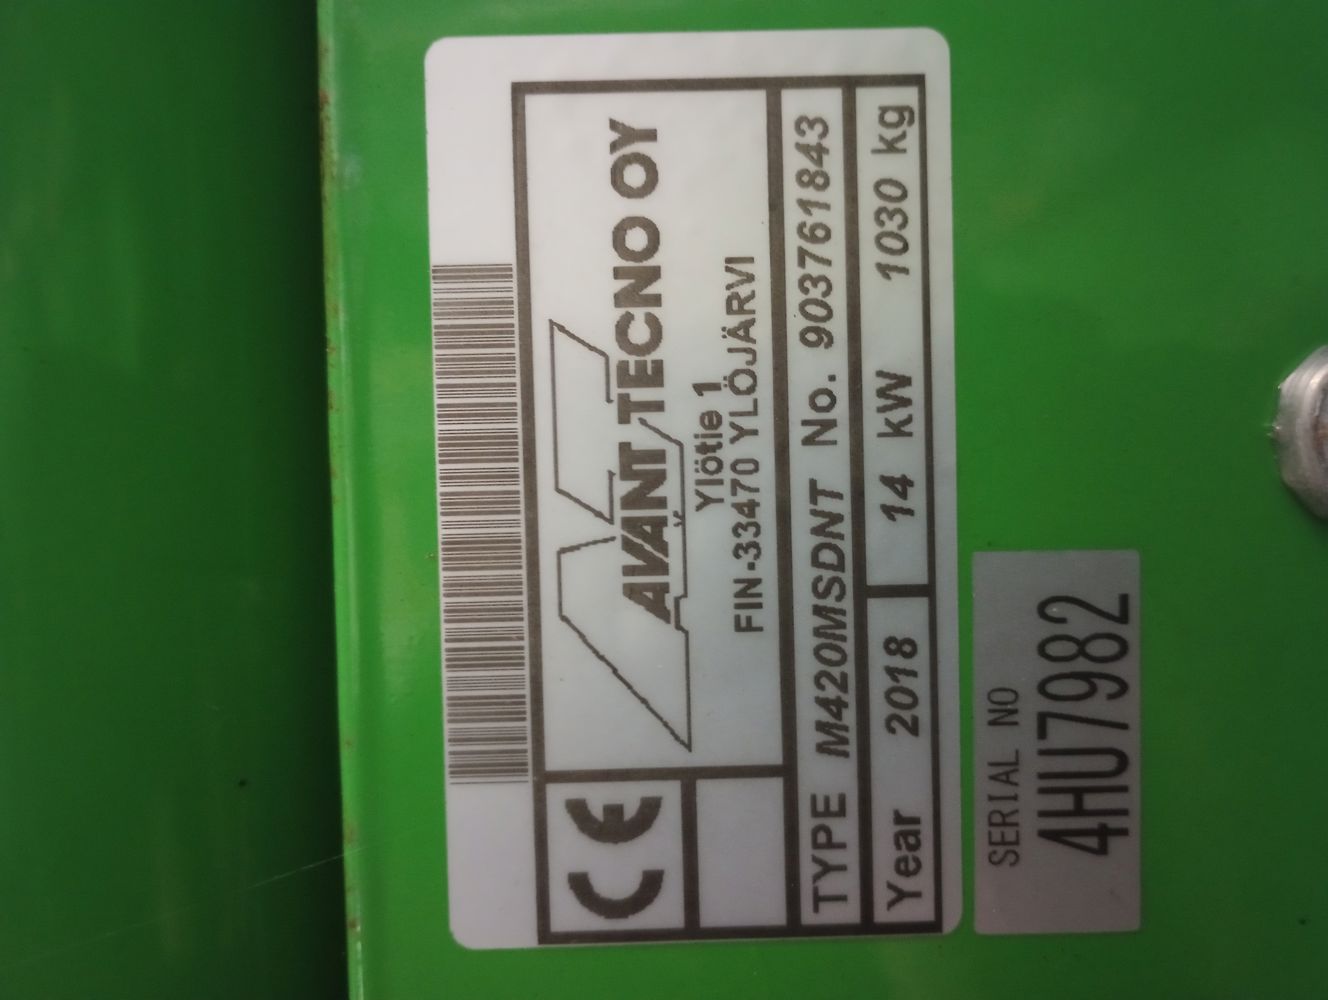 CE
AVANT TECNO OY
Ylötie 1
FIN-33470 YLÖJÄRVI
TYPE M420MSDNT No. 903761843
Year 2018 14 kW 1030 kg
SERIAL NO
4HU7982